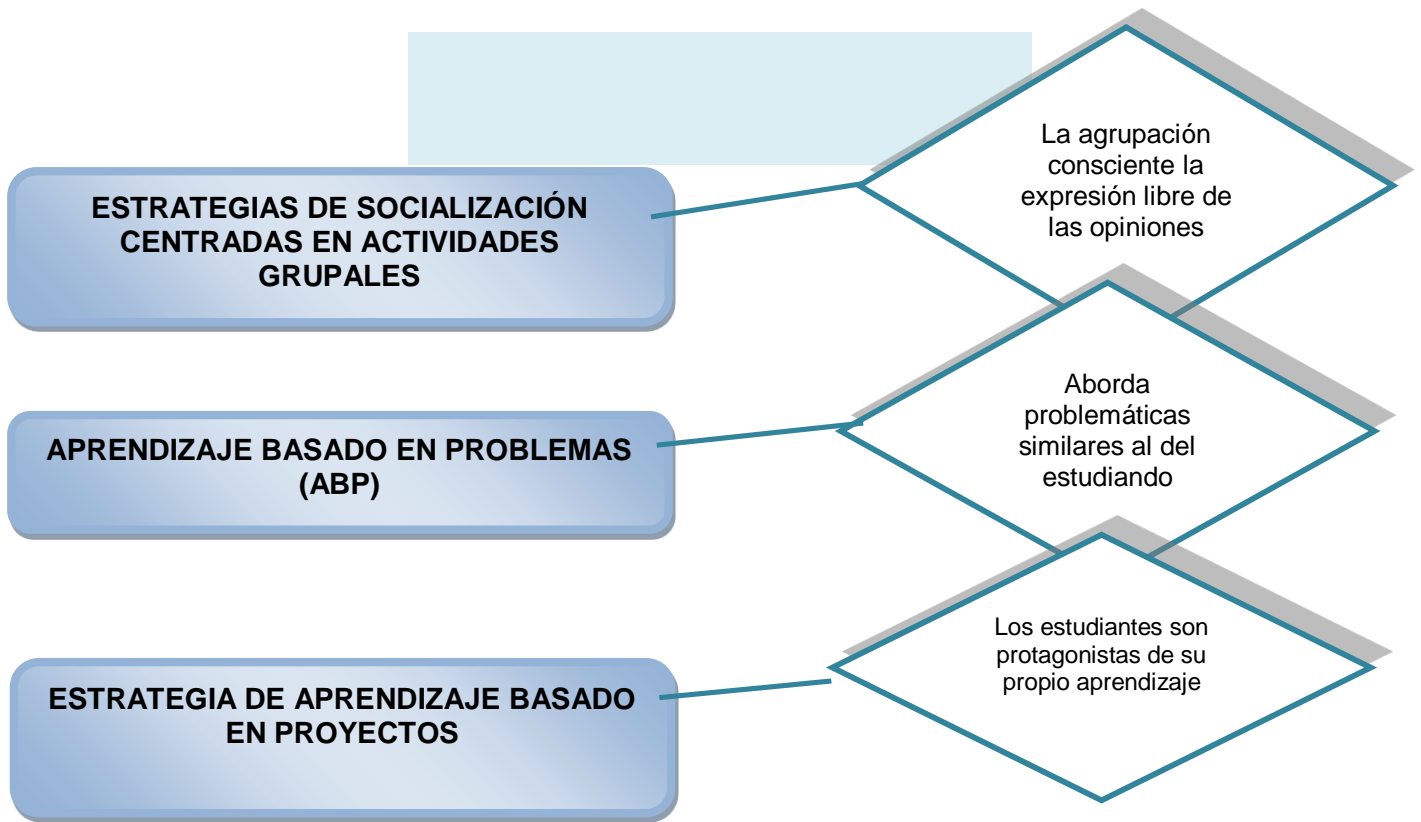 ESTRATEGIAS DE SOCIALIZACIÓN
CENTRADAS EN ACTIVIDADES
GRUPALES
La agrupación
consciente la
expresión libre de
las opiniones
APRENDIZAJE BASADO EN PROBLEMAS
(ABP)
Aborda
problemáticas
similares al del
estudiando
ESTRATEGIA DE APRENDIZAJE BASADO
EN PROYECTOS
Los estudiantes son
protagonistas de su
propio aprendizaje